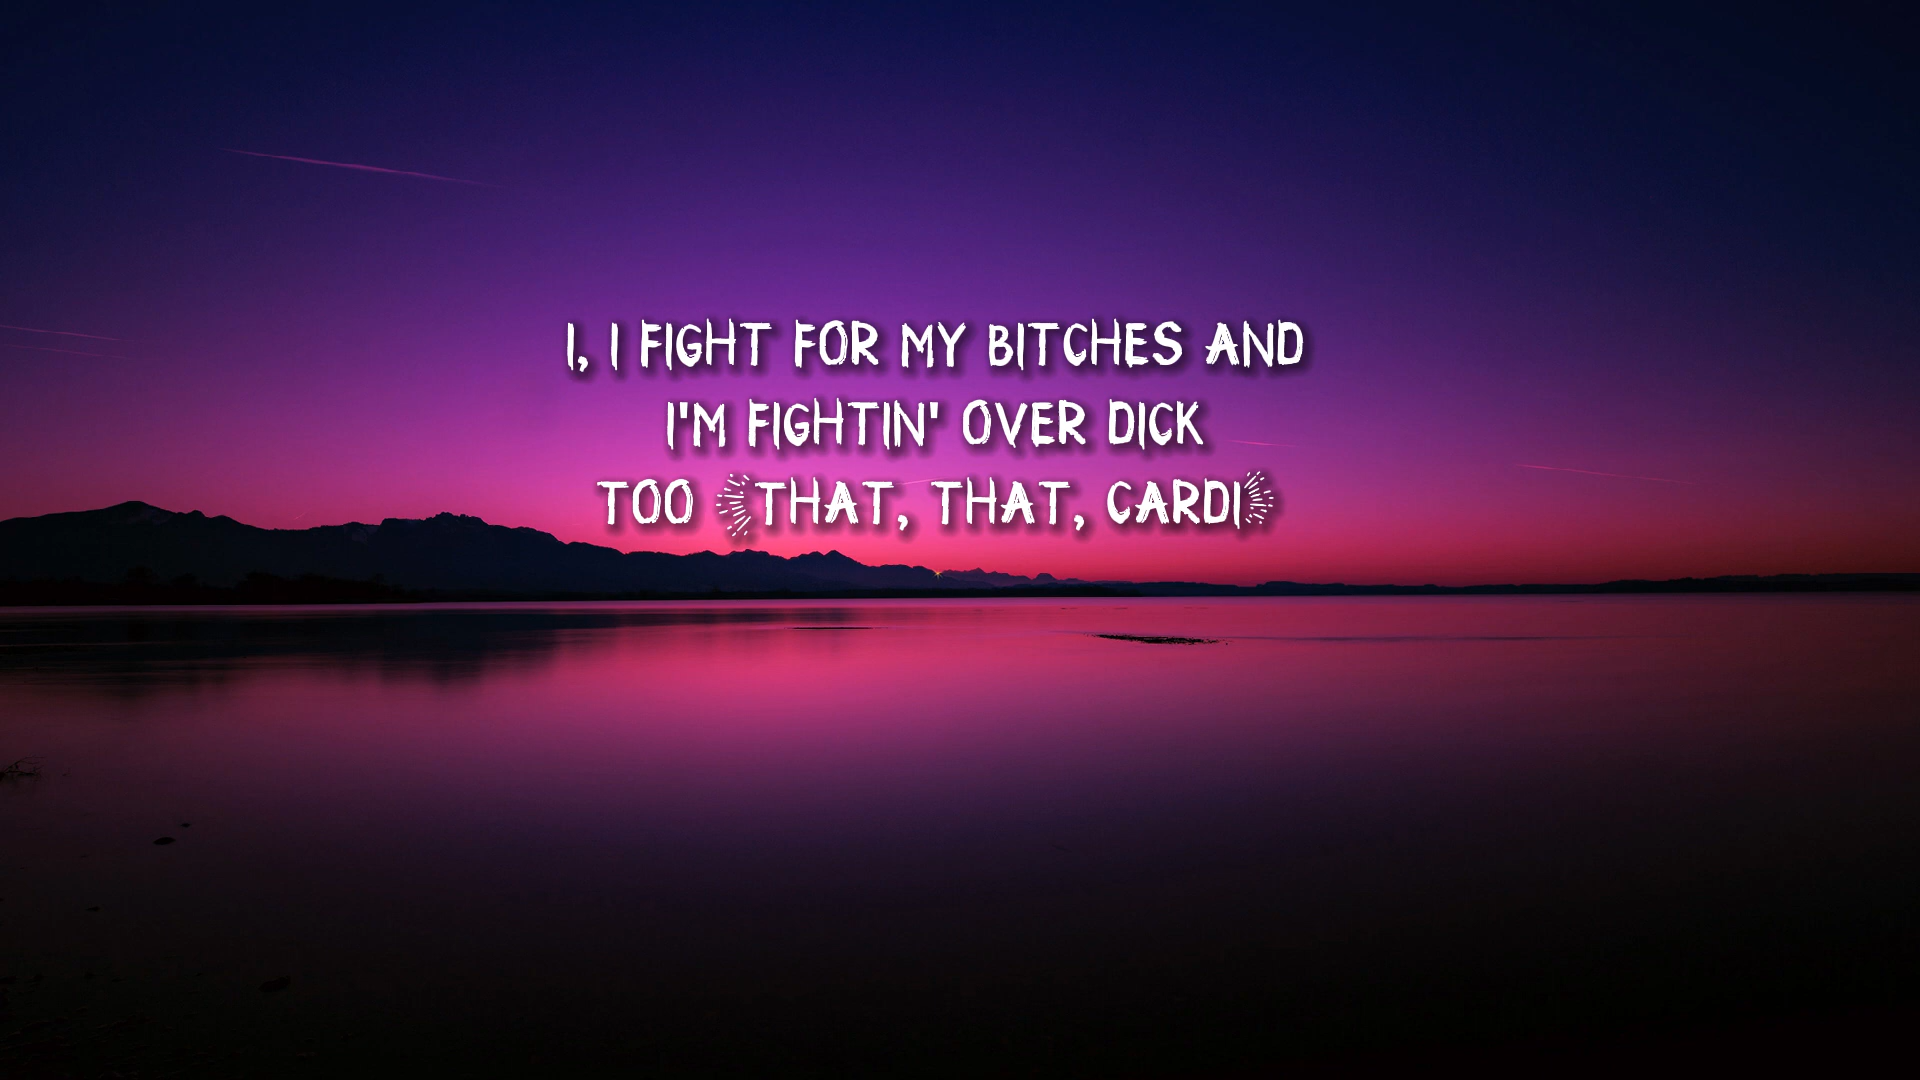 I, I FIGHT FOR MY BITCHES AND
I'M FIGHTIN' OVER DICK
TOO (THAT, THAT, CARDI)